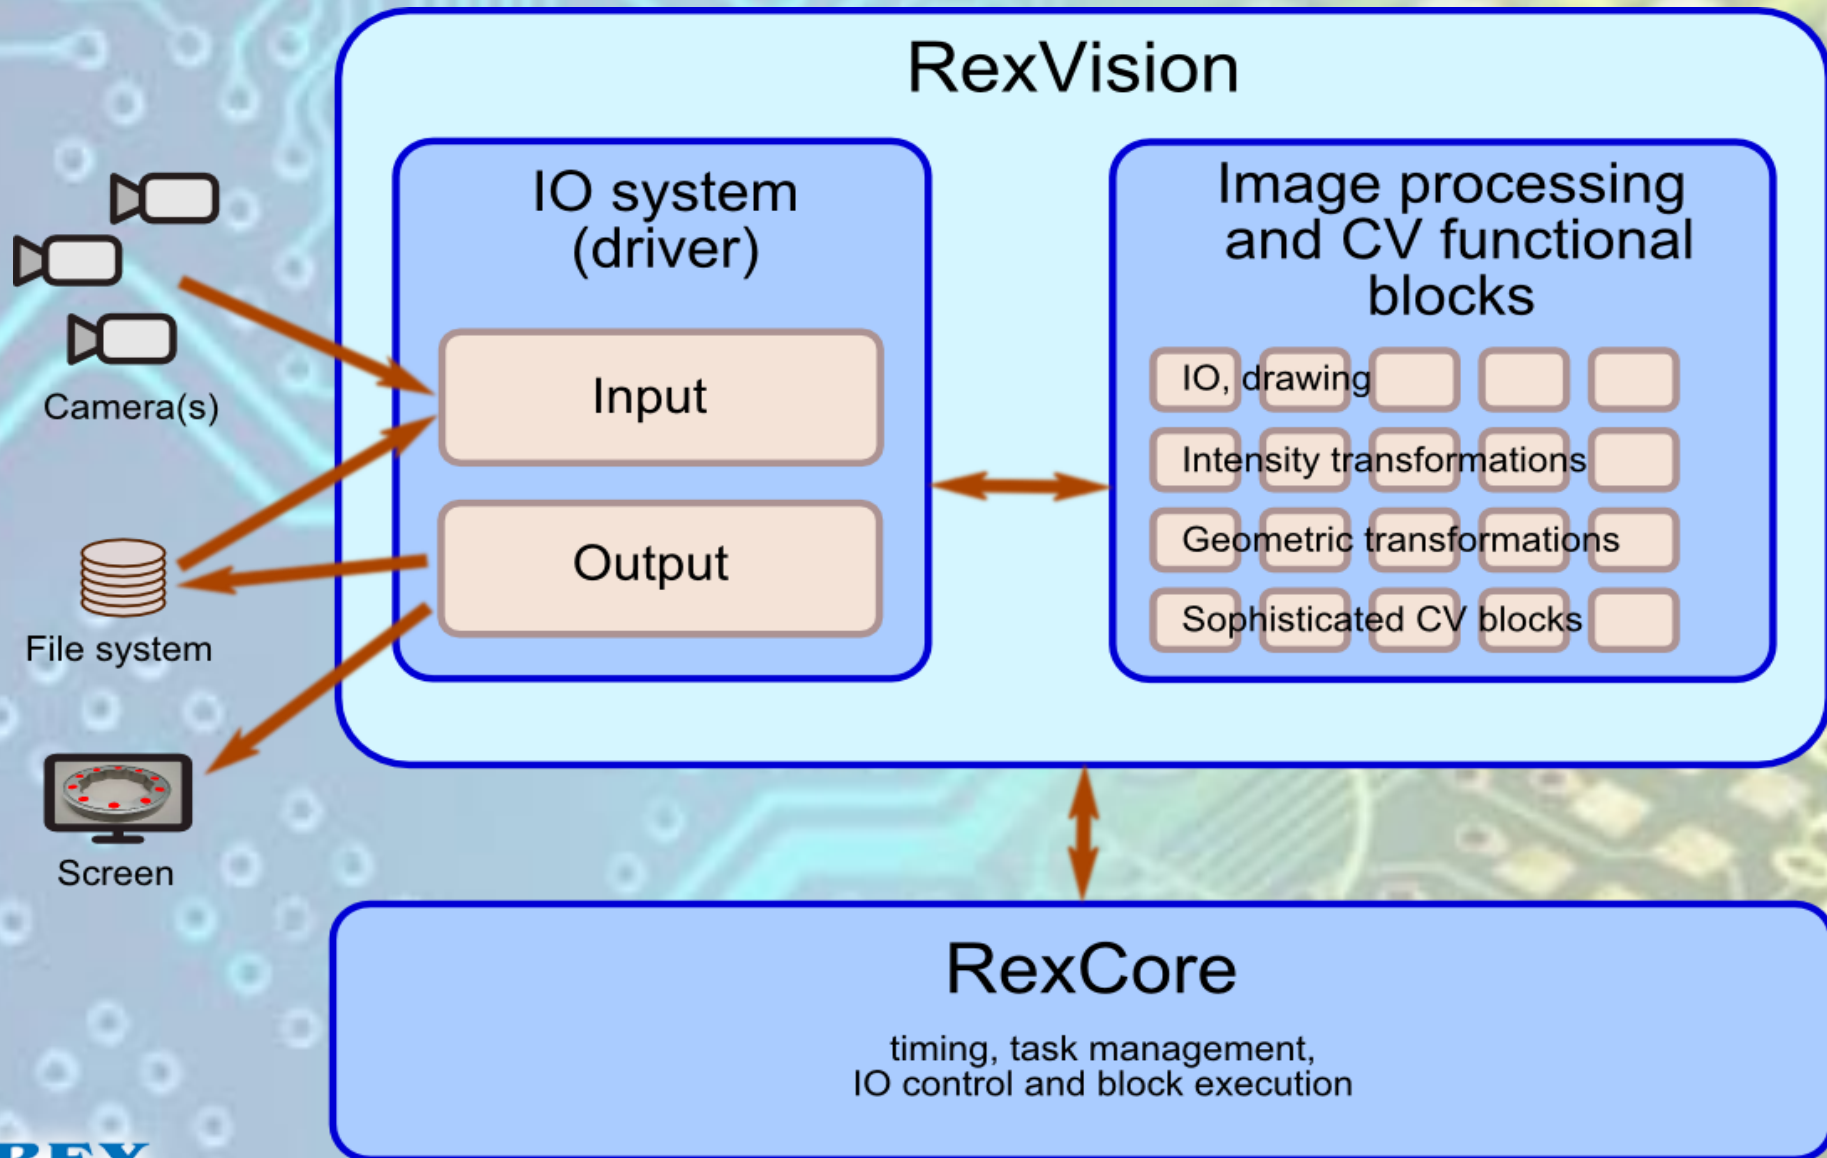 RexVision
IO system
(driver)
Input
Output
Image processing
and CV functional
blocks
IO, drawing
Intensity transformations
Geometric transformations
Sophisticated CV blocks
Camera(s)
File system
Screen
RexCore
timing, task management,
IO control and block execution
REX